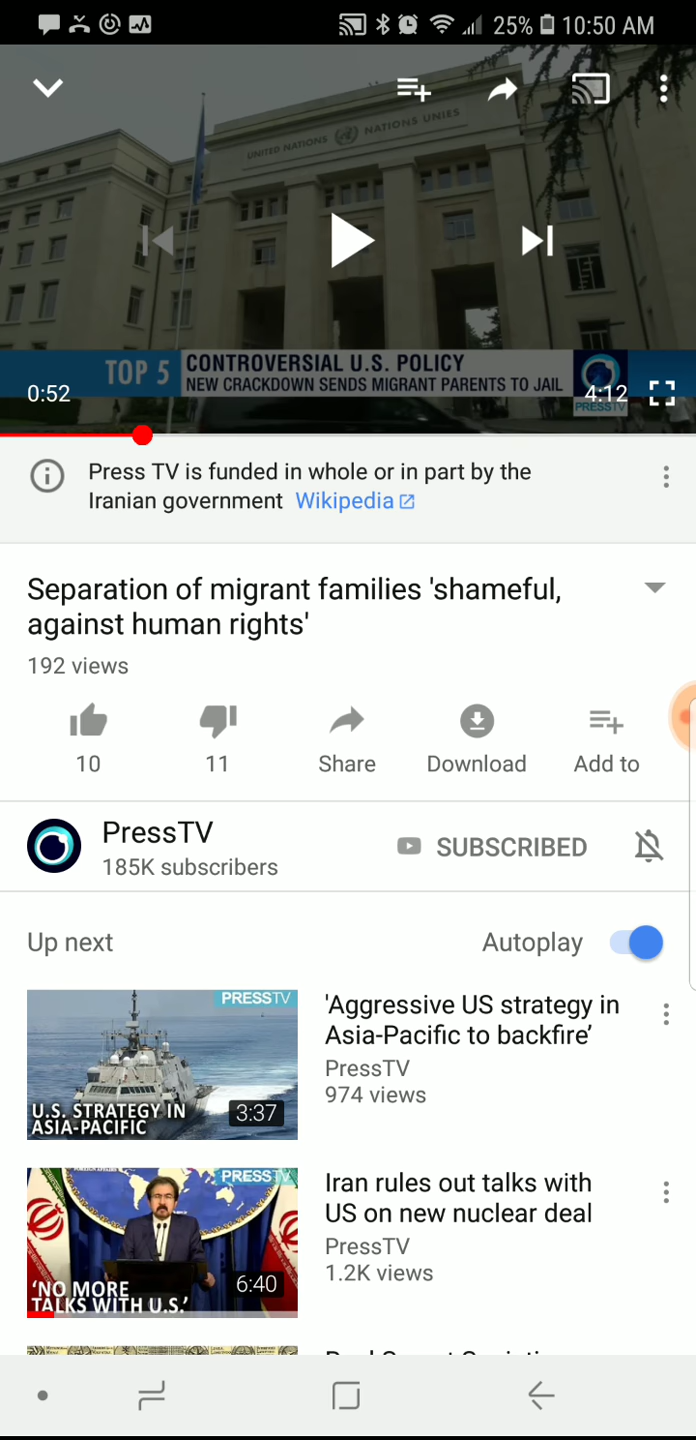 25% 10:50 AM
UNITED NATIONS NATIONS UNIES
TOP 5
CONTROVERSIAL U.S. POLICY
NEW CRACKDOWN SENDS MIGRANT PARENTS TO JAIL
PRESSTV
0:52
4:12
Press TV is funded in whole or in part by the
Iranian government Wikipedia
Separation of migrant families 'shameful,
against human rights'
192 views
10
11
Share
Download
Add to
PressTV
185K subscribers
SUBSCRIBED
Up next
Autoplay
PRESSTV
U.S. STRATEGY IN
ASIA-PACIFIC
3:37
'Aggressive US strategy in
Asia-Pacific to backfire’
PressTV
974 views
PRESSTV
‘NO MORE
TALKS WITH U.S.’
6:40
Iran rules out talks with
US on new nuclear deal
PressTV
1.2K views